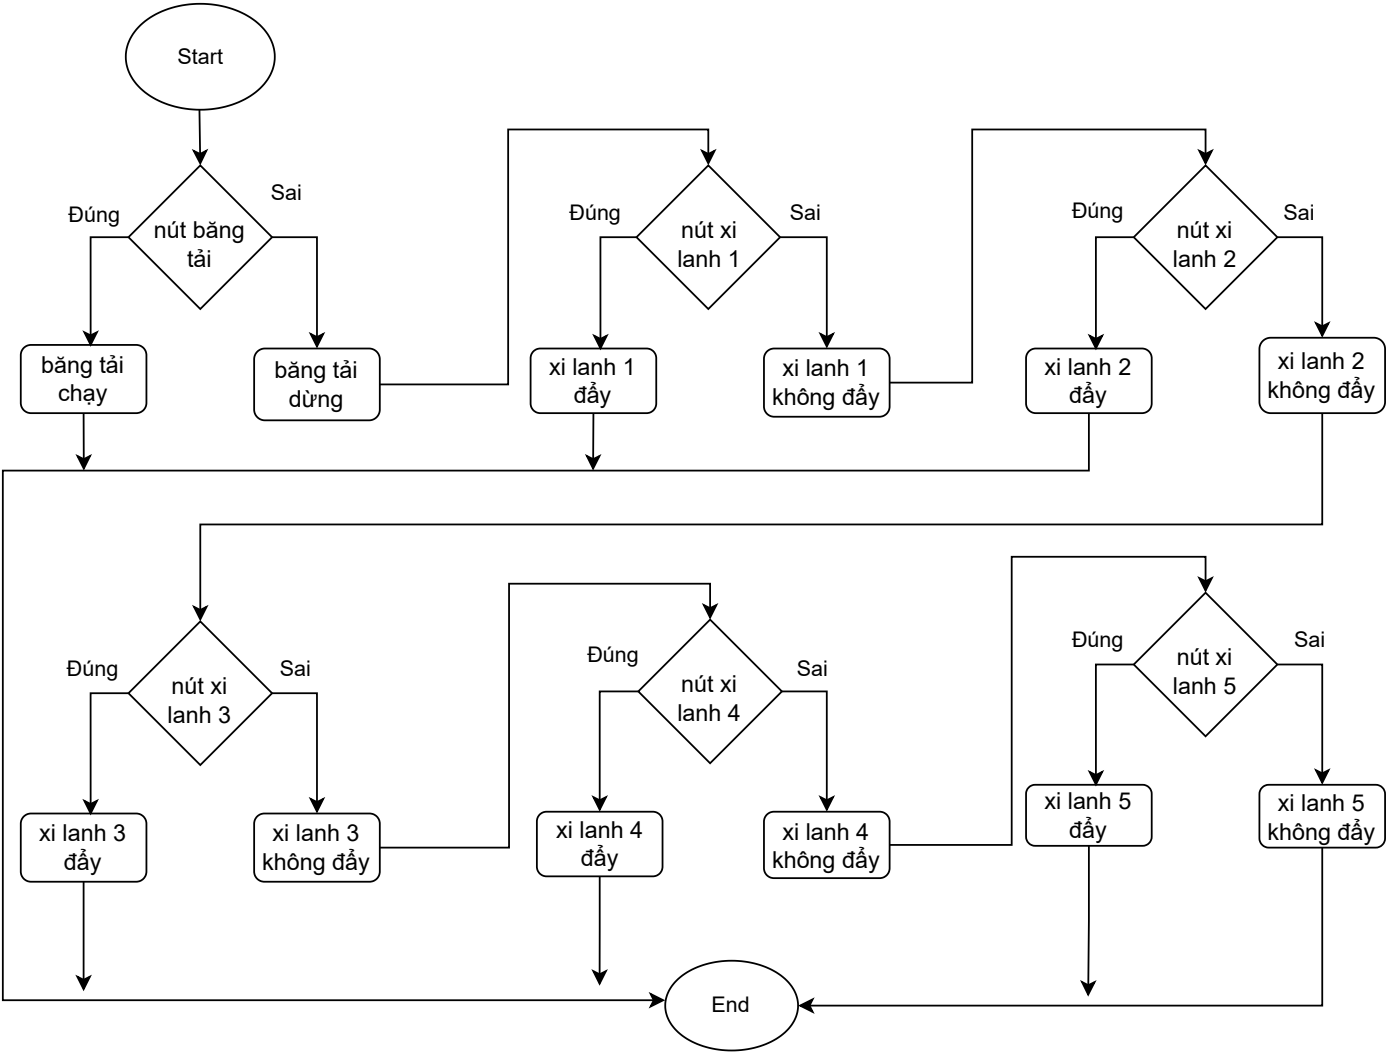 Start
Đúng
Sai
nút băng
tải
băng tải
chạy
băng tải
dừng
Đúng
Sai
nút xi
lanh 1
xi lanh 1
đẩy
xi lanh 1
không đẩy
Đúng
Sai
nút xi
lanh 2
xi lanh 2
đẩy
xi lanh 2
không đẩy
Đúng
Sai
nút xi
lanh 3
xi lanh 3
đẩy
xi lanh 3
không đẩy
Đúng
Sai
nút xi
lanh 4
xi lanh 4
đẩy
xi lanh 4
không đẩy
Đúng
Sai
nút xi
lanh 5
xi lanh 5
đẩy
xi lanh 5
không đẩy
End